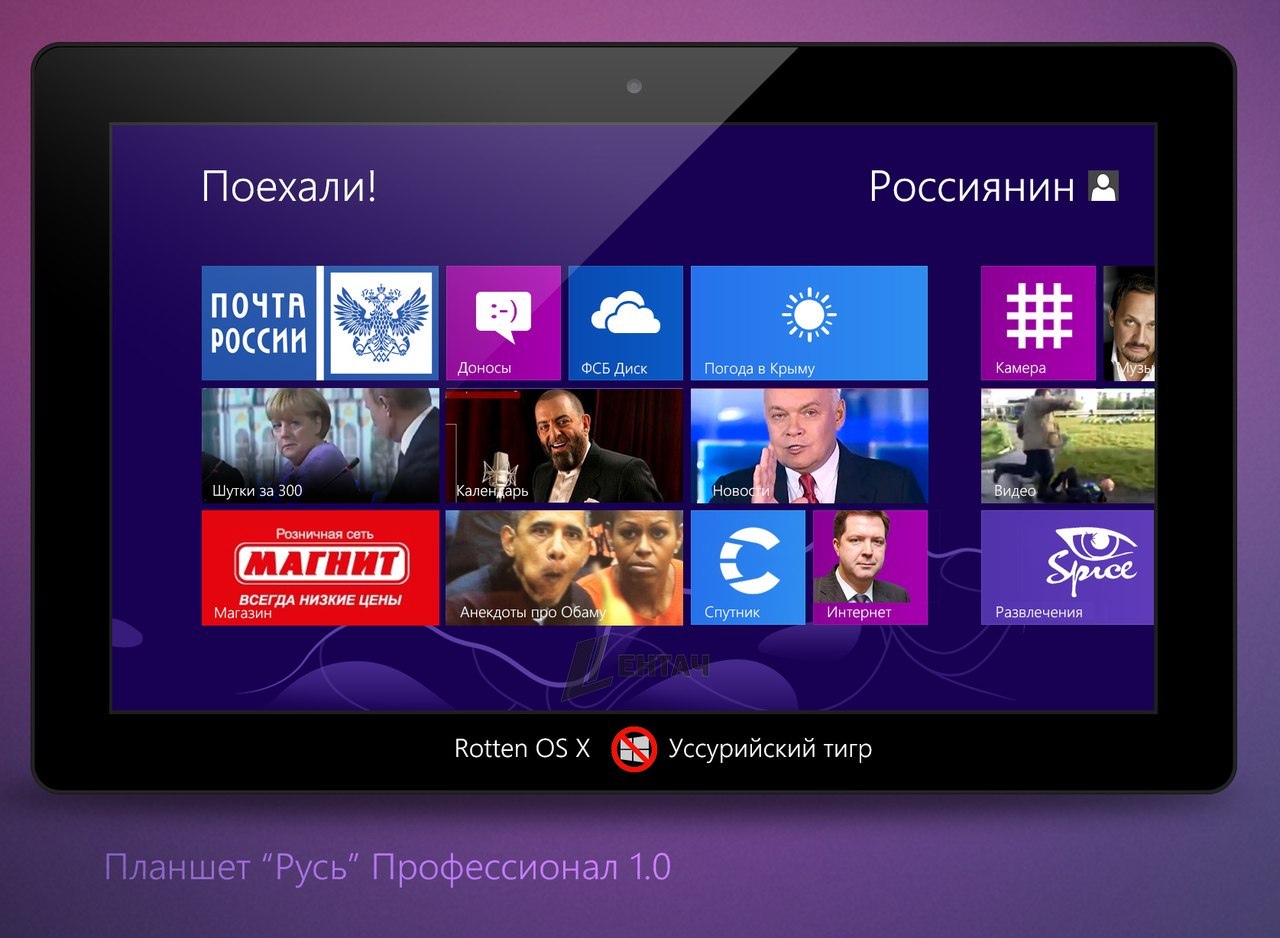 Поехали!
Россиянин
ПОЧТА
РОССИИ
:-)
Доносы
ФСБ Диск
Погода в Крыму
Камера
Музы
Шутки за 300
Календарь
Новости
Видео
Розничная сеть
МАГНИТ
ВСЕГДА НИЗКИЕ ЦЕНЫ
Магазин
Анекдоты про Обаму
Спутник
Интернет
Spice
Развлечения
ЛЕНТАЧ
Rotten OS X
Уссурийский тигр
Планшет “Русь” Профессионал 1.0